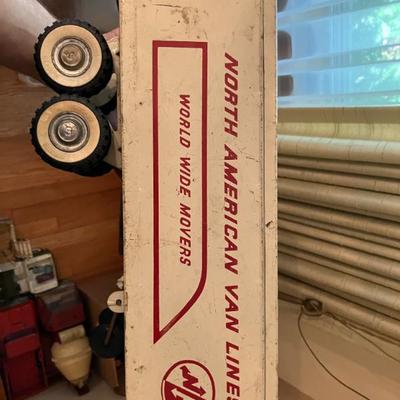 NORTH AMERICAN VAN LINES
WORLD WIDE MOVERS